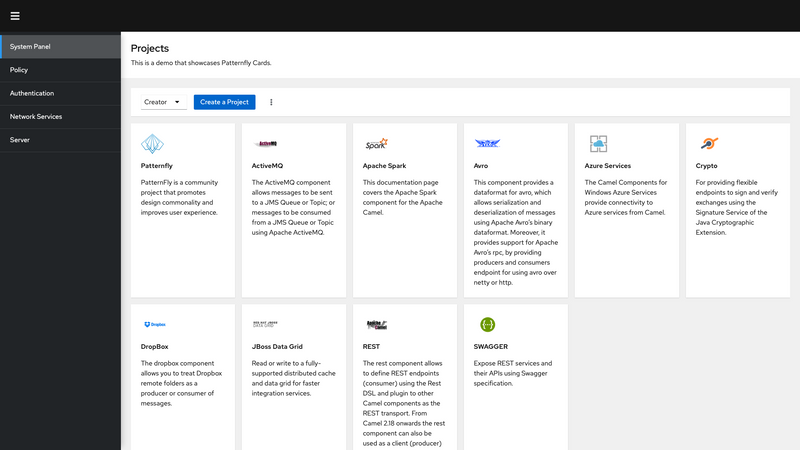 System Panel
Policy
Authentication
Network Services
Server
Projects
This is a demo that showcases Patternfly Cards.
Creator
Create a Project
Patternfly
PatternFly is a community
project that promotes
design commonality and
improves user experience.
ActiveMQ
ActiveMQ
The ActiveMQ component
allows messages to be sent
to a JMS Queue or Topic; or
messages to be consumed
from a JMS Queue or Topic
using Apache ActiveMQ.
Spark
Apache Spark
This documentation page
covers the Apache Spark
component for the Apache
Camel.
Avro
This component provides a
dataformat for avro, which
allows serialization and
deserialization of messages
using Apache Avro's binary
dataformat. Moreover, it
provides support for Apache
Avro's rpc, by providing
producers and consumers
endpoint for using avro over
netty or http.
Azure Services
The Camel Components for
Windows Azure Services
provide connectivity to
Azure services from Camel.
Crypto
For providing flexible
endpoints to sign and verify
exchanges using the
Signature Service of the
Java Cryptographic
Extension.
Dropbox
DropBox
The dropbox component
allows you to treat Dropbox
remote folders as a
producer or consumer of
messages.
RED HAT JBOSS
DATA GRID
JBoss Data Grid
Read or write to a fully-
supported distributed cache
and data grid for faster
integration services.
Apache
Camel
REST
The rest component allows
to define REST endpoints
(consumer) using the Rest
DSL and plugin to other
Camel components as the
REST transport. From
Camel 2.18 onwards the rest
component can also be
used as a client (producer)
SWAGGER
Expose REST services and
their APIs using Swagger
specification.